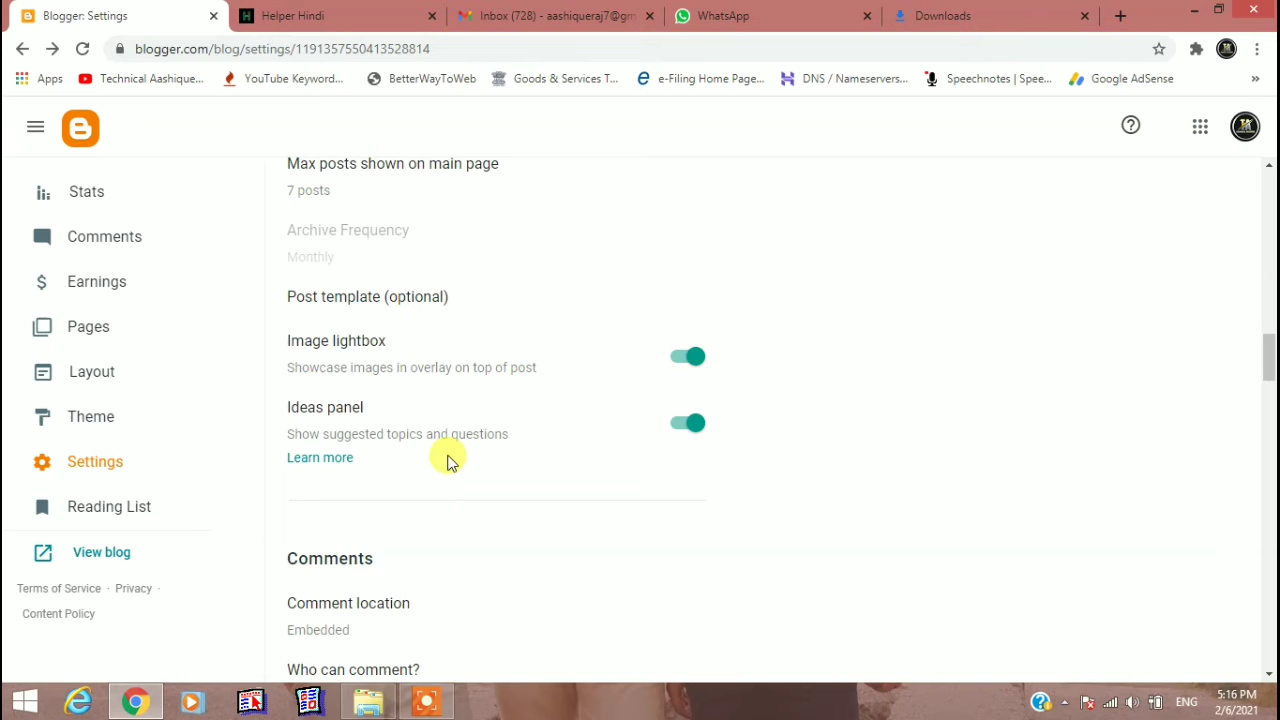 Blogger: Settings
Helper Hindi
Inbox (728) - aashiqueraj7@gm
WhatsApp
Downloads
blogger.com/blog/settings/1191357550413528814
Apps
Technical Aashique...
YouTube Keyword...
BetterWayToWeb
Goods & Services T...
e-Filing Home Page...
DNS / Nameservers...
Speechnotes | Spee...
Google AdSense
Stats
Comments
Earnings
Pages
Layout
Theme
Settings
Reading List
View blog
Terms of Service · Privacy ·
Content Policy
Max posts shown on main page
7 posts
Archive Frequency
Monthly
Post template (optional)
Image lightbox
Showcase images in overlay on top of post
Ideas panel
Show suggested topics and questions
Learn more
Comments
Comment location
Embedded
Who can comment?
ENG
5:16 PM
2/6/2021